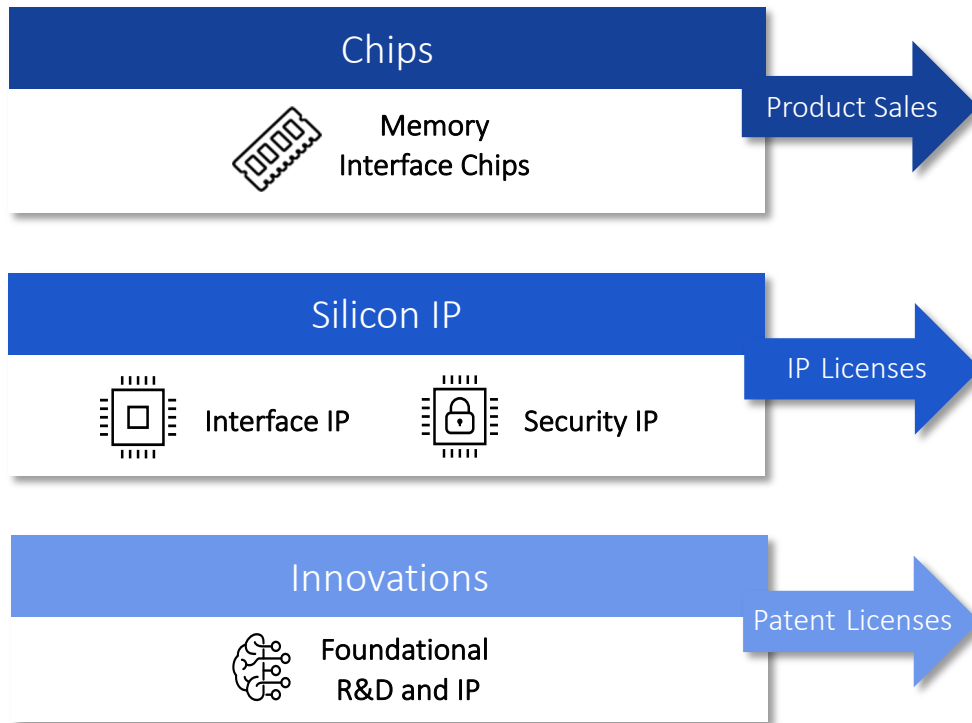 Chips
Product Sales
Memory
Interface Chips
Silicon IP
IP Licenses
Interface IP
Security IP
Innovations
Patent Licenses
Foundational
R&D and IP